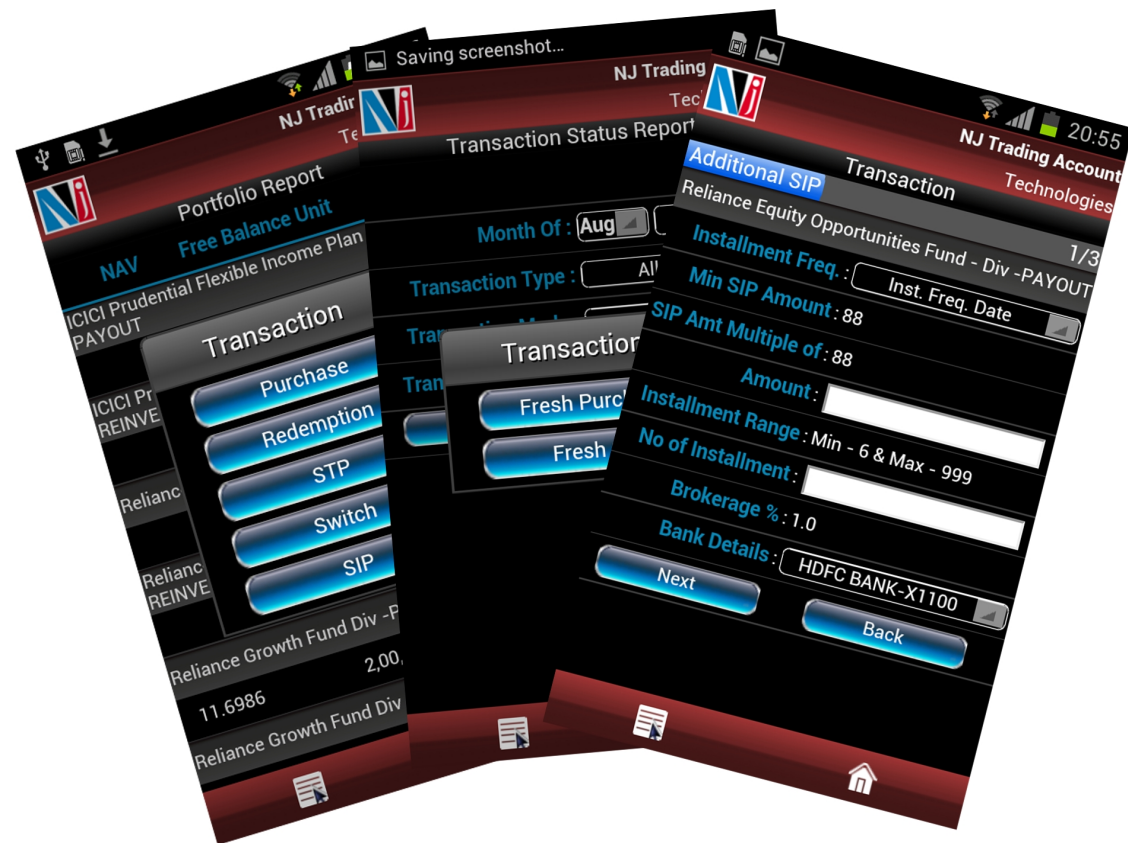 NJ Tradin
Te
Portfolio Report
NAV Free Balance Unit
ICICI Prudential Flexible Income Plan
PAYOUT
Transaction
Purchase
ICICI Pr
REINVE
Redemption
STP
Relianc
Switch
SIP
Relianc
REINVE
Reliance Growth Fund Div -P
2,00,
11.6986
Reliance Growth Fund Div
Saving screenshot...
NJ Trading
Tec
Transaction Status Report
Month Of : Aug
Transaction Type : All
Tran
Transaction
Fresh Purc
Fresh
20:55
NJ Trading Account
Technologies
Transaction
Additional SIP
1/3
Reliance Equity Opportunities Fund - Div -PAYOUT
Installment Freq. : Inst. Freq. Date
Min SIP Amount : 88
SIP Amt Multiple of : 88
Amount :
Installment Range : Min - 6 & Max - 999
No of Installment :
Brokerage % : 1.0
Bank Details : HDFC BANK-X1100
Next
Back